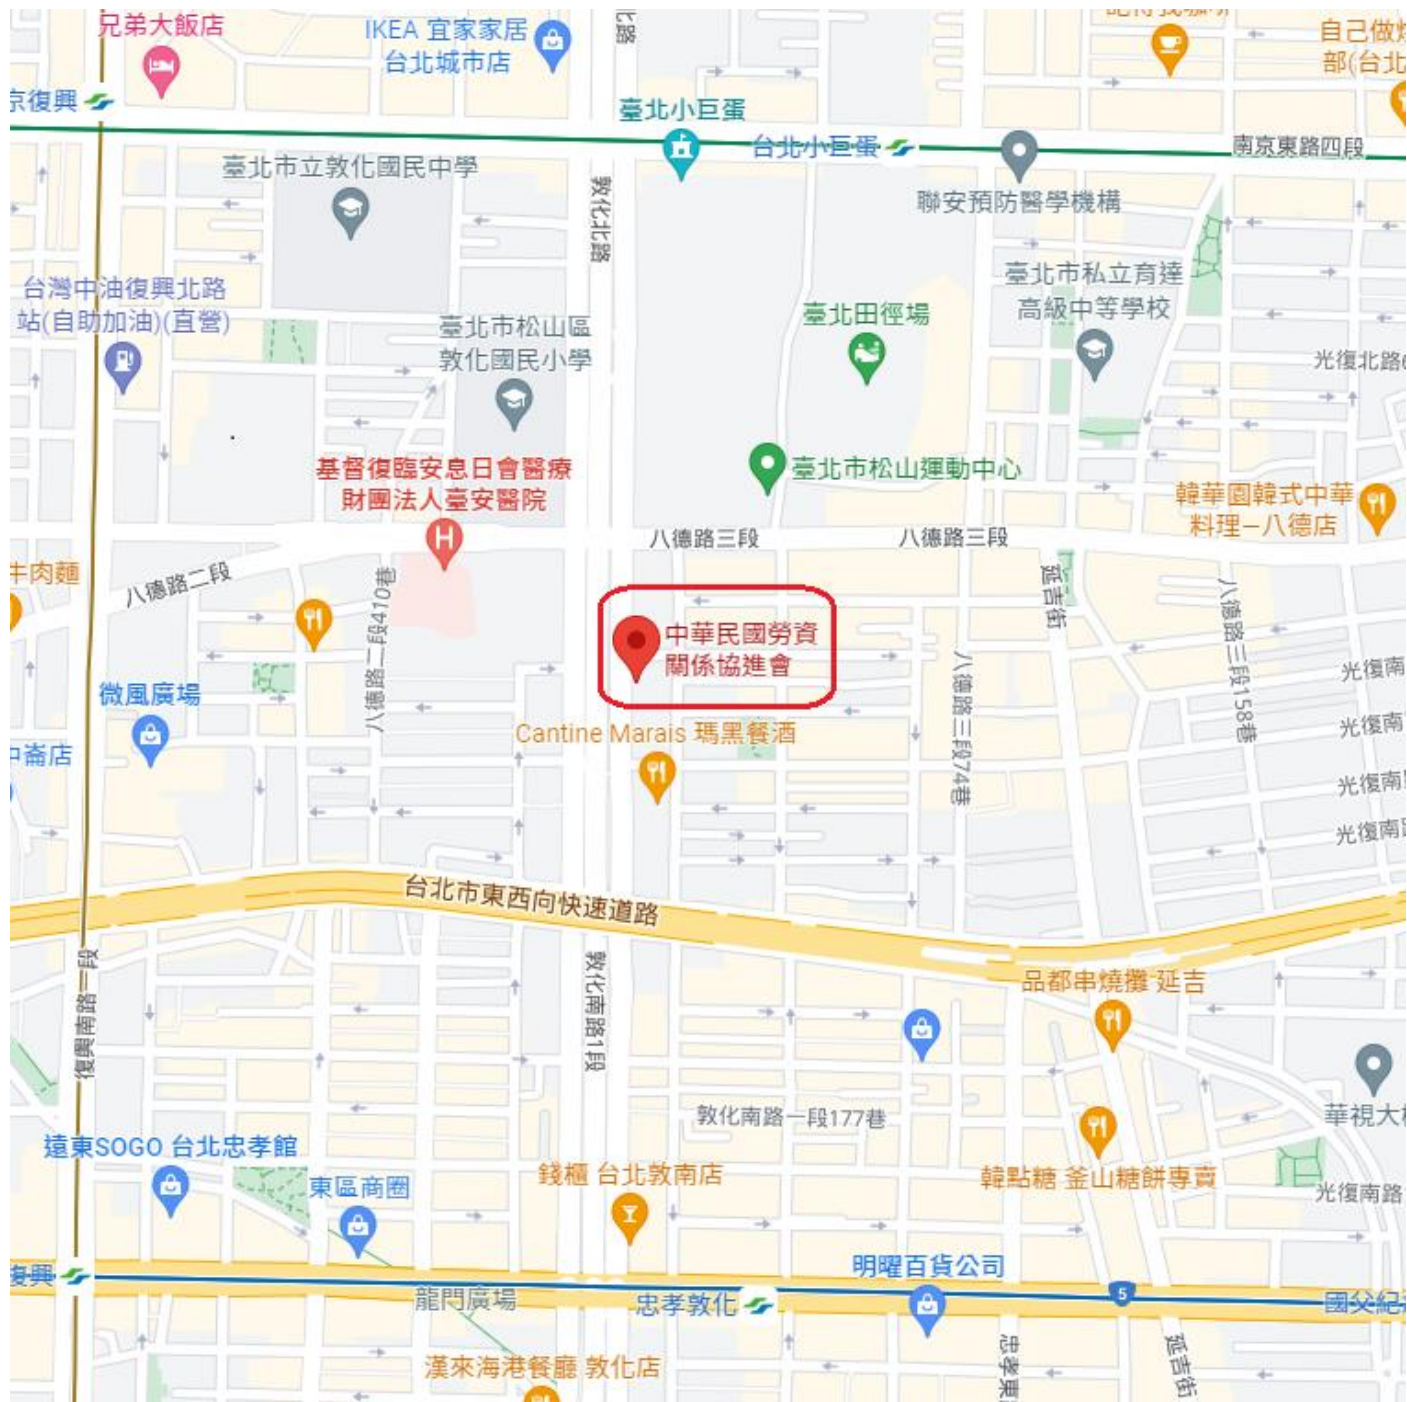 兄弟大飯店
IKEA 宜家家居
台北城市店
北路
自己做
部(台北
京復興
臺北小巨蛋
台北小巨蛋
南京東路四段
臺北市立敦化國民中學
聯安預防醫學機構
敦化北路
台灣中油復興北路
站(自助加油)(直營)
臺北市私立育達
高級中等學校
臺北田徑場
臺北市松山區
敦化國民小學
光復北路6
基督復臨安息日會醫療
財團法人臺安醫院
臺北市松山運動中心
韓華園韓式中華
料理–八德店
八德路三段
八德路三段
牛肉麵
八德路二段
八德路二段410巷
延吉街
八德路三段158巷
中華民國勞資
關係協進會
八德路三段74巷
光復南
微風廣場
Cantine Marais 瑪黑餐酒
光復南
中崙店
光復南
光復南
台北市東西向快速道路
復興南路一段
敦化南路1段
品都串燒攤 延吉
敦化南路一段177巷
華視大
遠東SOGO 台北忠孝館
東區商圈
錢櫃 台北敦南店
韓點糖 釜山糖餅專賣
光復南路
復興
明曜百貨公司
龍門廣場
忠孝敦化
5
國父紀
漢來海港餐廳 敦化店
忠孝東
延吉街